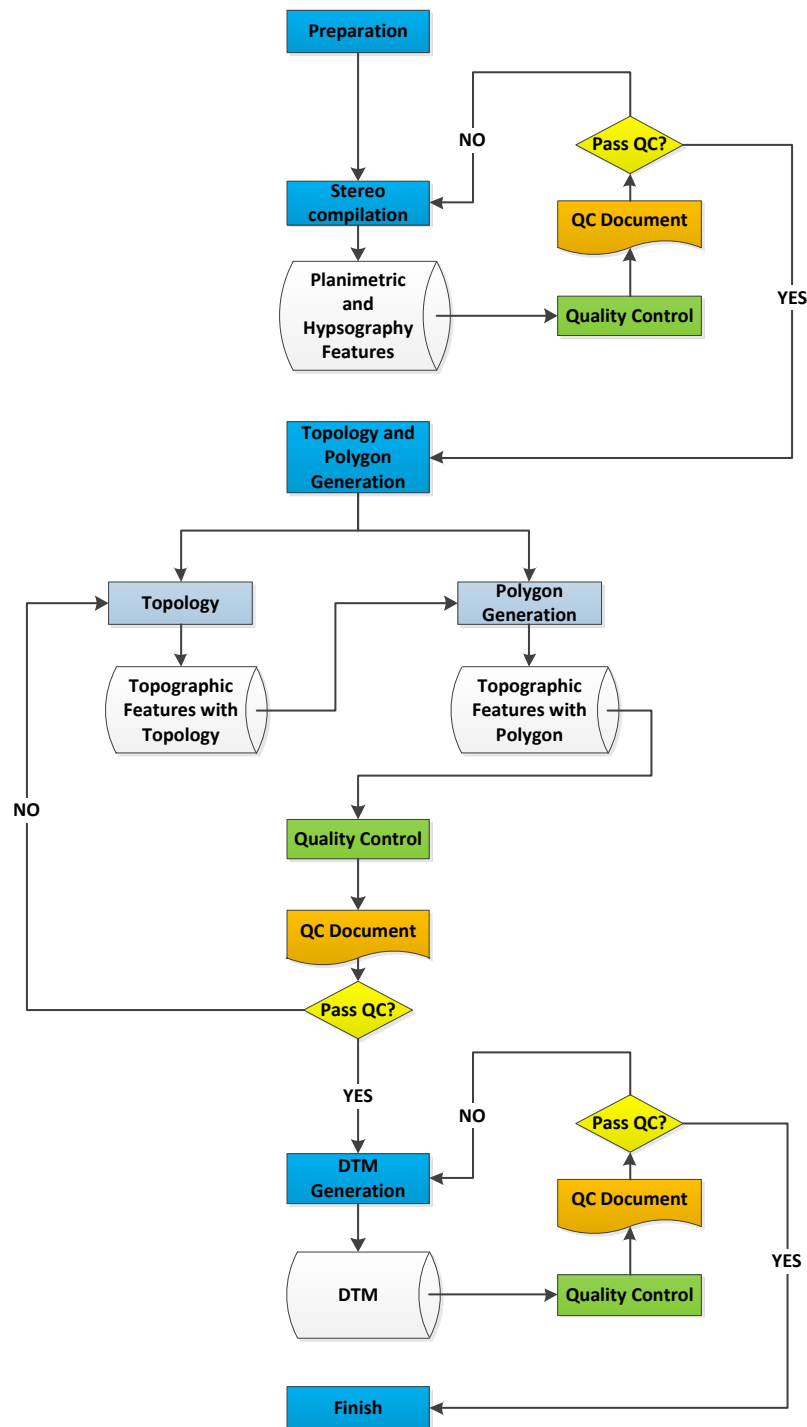 Preparation
NO
Pass QC?
Stereo
compilation
QC Document
YES
Planimetric
and
Hypsography
Features
Quality Control
Topology and
Polygon
Generation
Topology
Polygon
Generation
Topographic
Features with
Topology
Topographic
Features with
Polygon
NO
Quality Control
QC Document
Pass QC?
YES
NO
Pass QC?
DTM
Generation
QC Document
YES
DTM
Quality Control
Finish